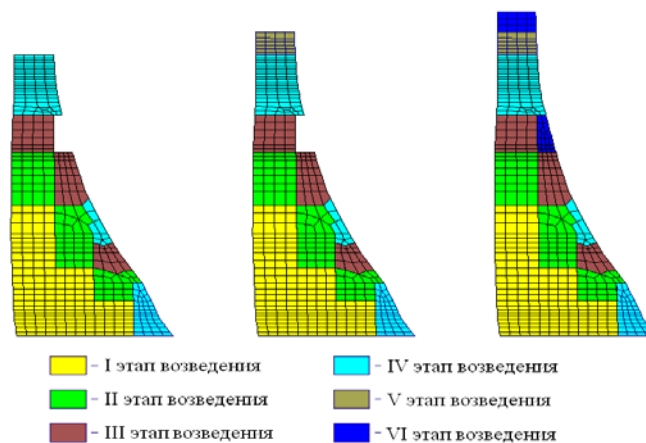 - I этап возведения
- II этап возведения
- III этап возведения
- IV этап возведения
- V этап возведения
- VI этап возведения